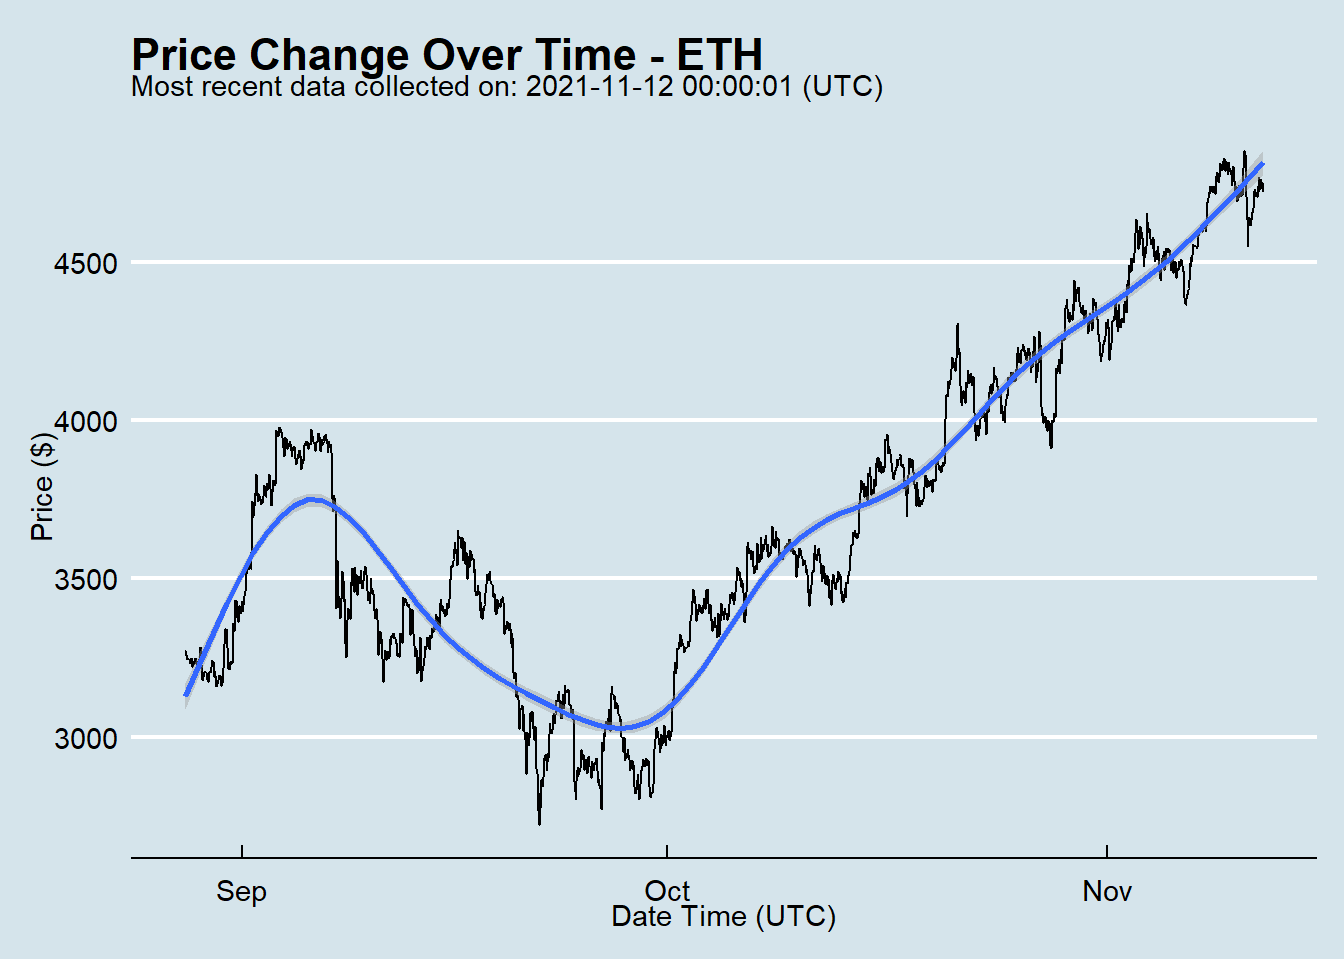 Price Change Over Time - ETH
Most recent data collected on: 2021-11-12 00:00:01 (UTC)
Price ($)
4500
4000
3500
3000
Sep
Oct
Nov
Date Time (UTC)